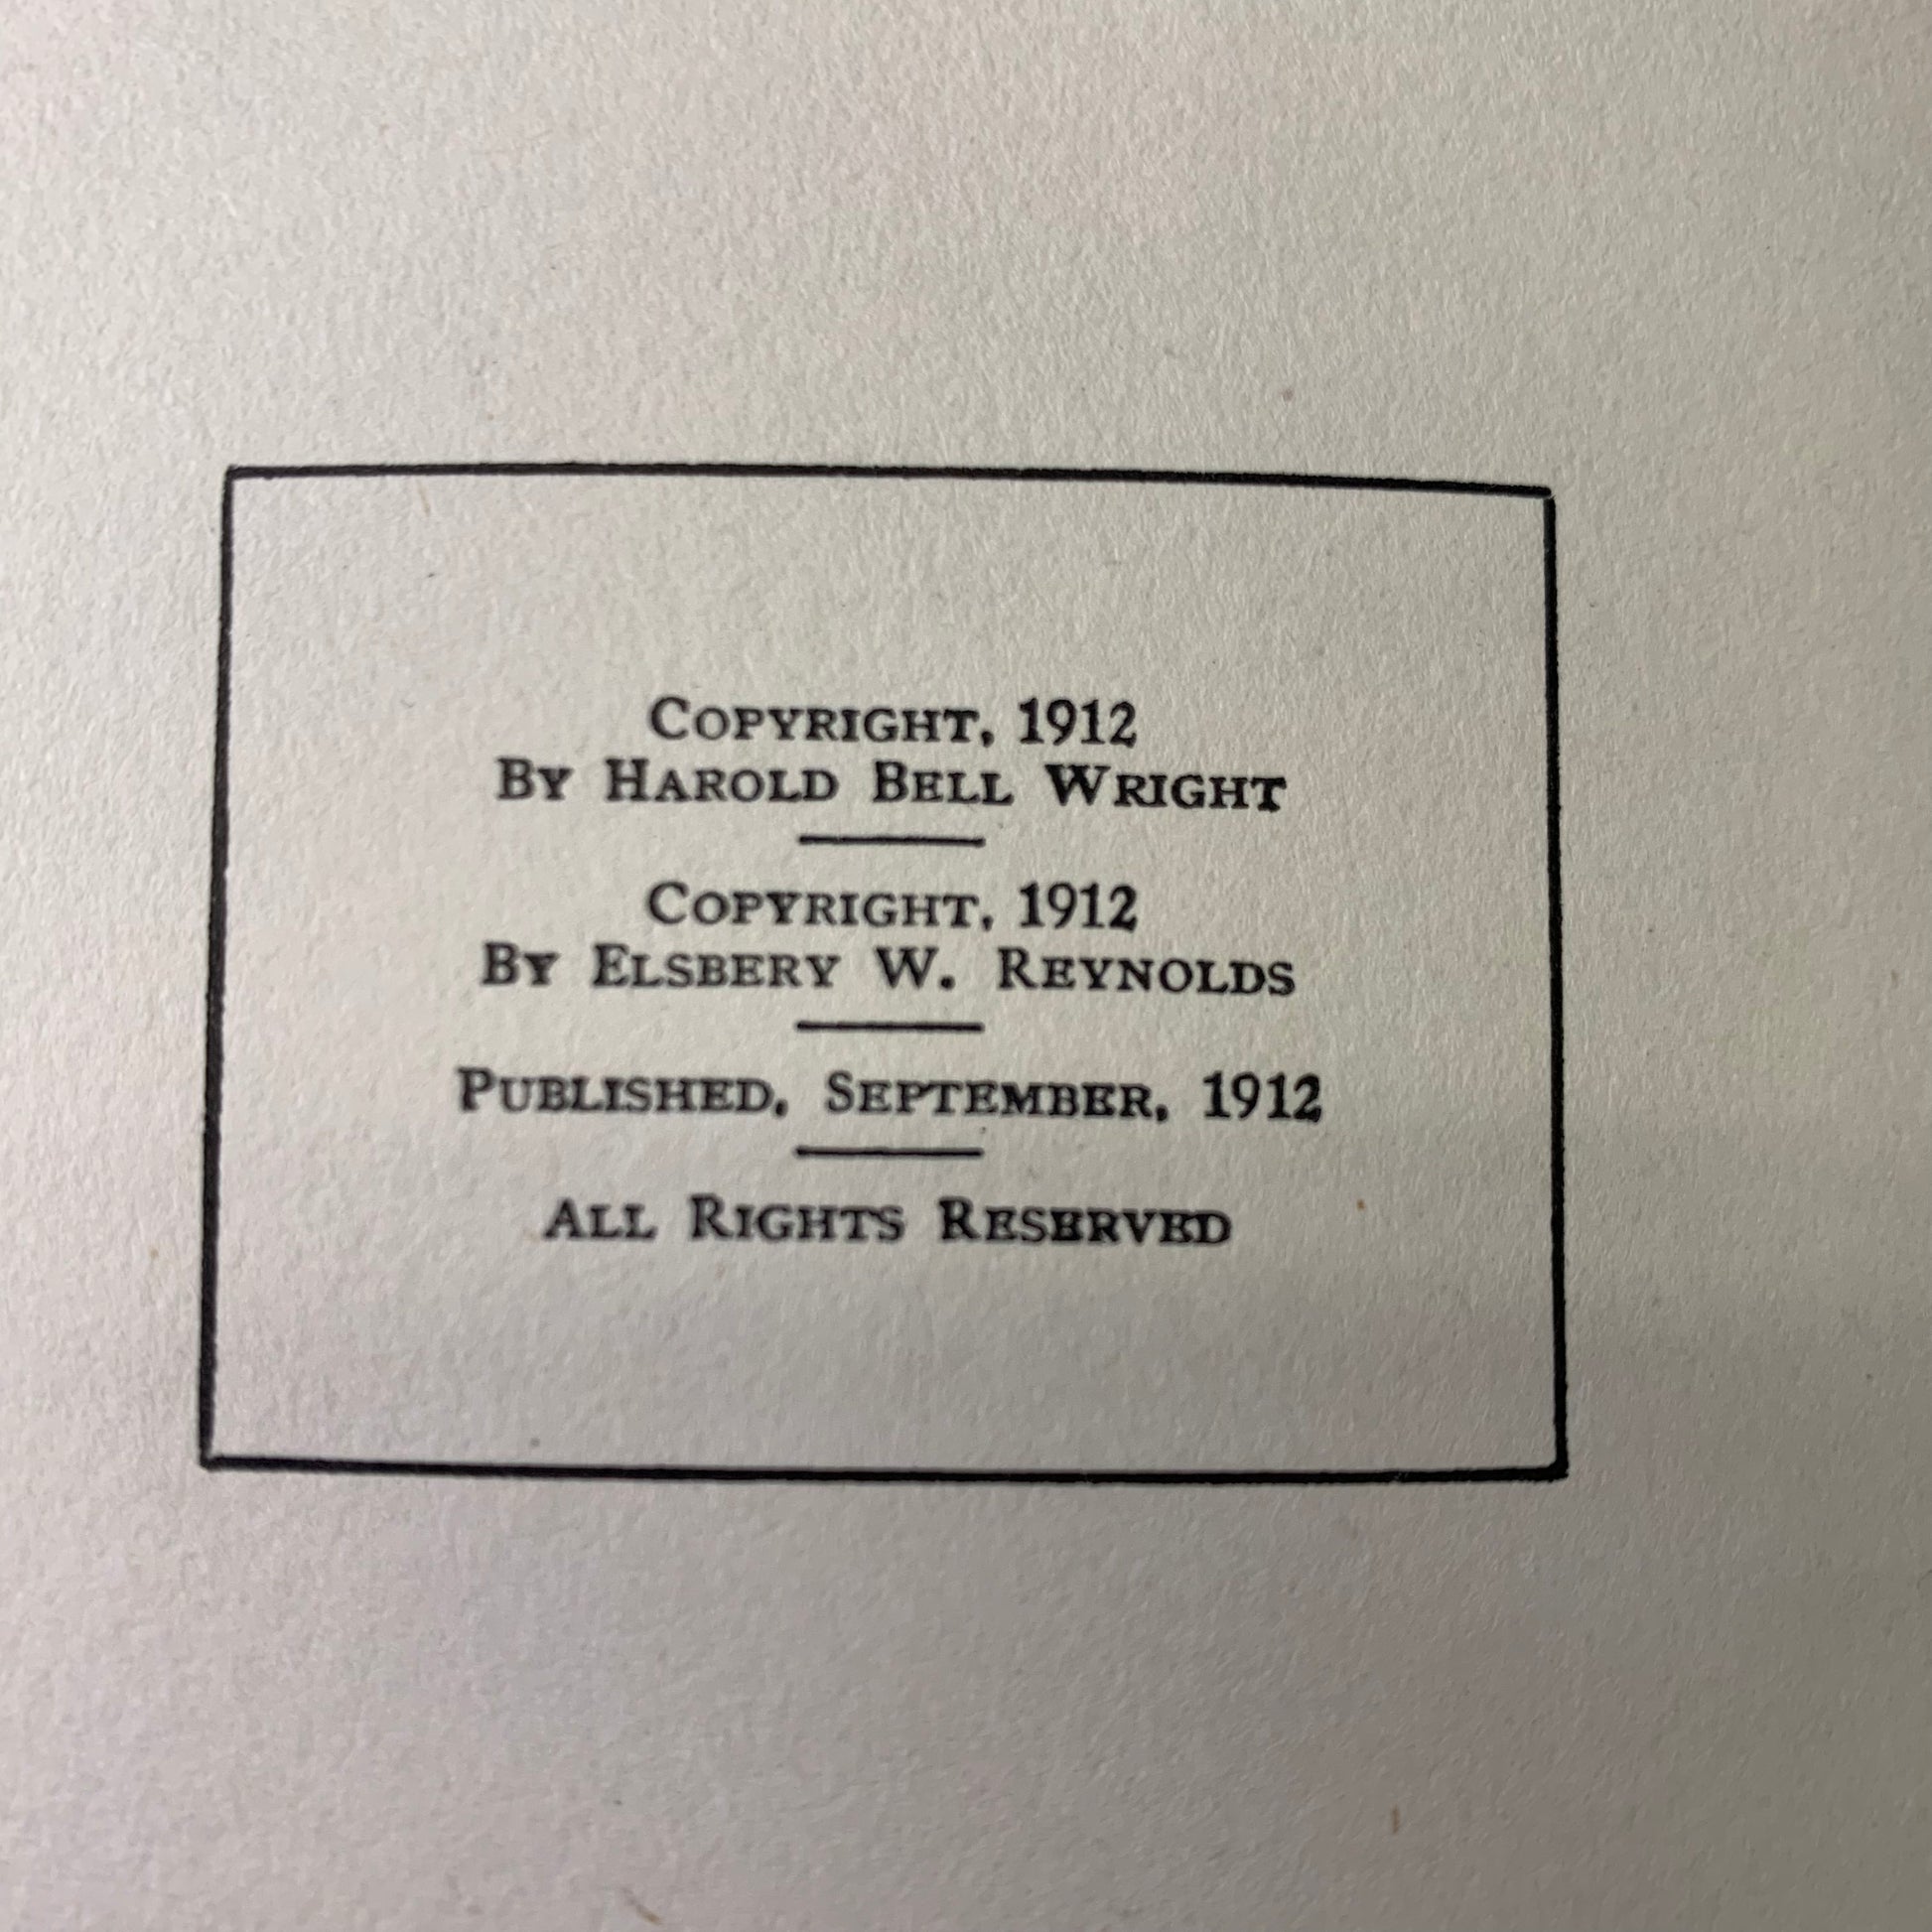 Copyright, 1912
By Harold Bell Wright
Copyright, 1912
By Elsbery W. Reynolds
Published, September, 1912
All Rights Reserved